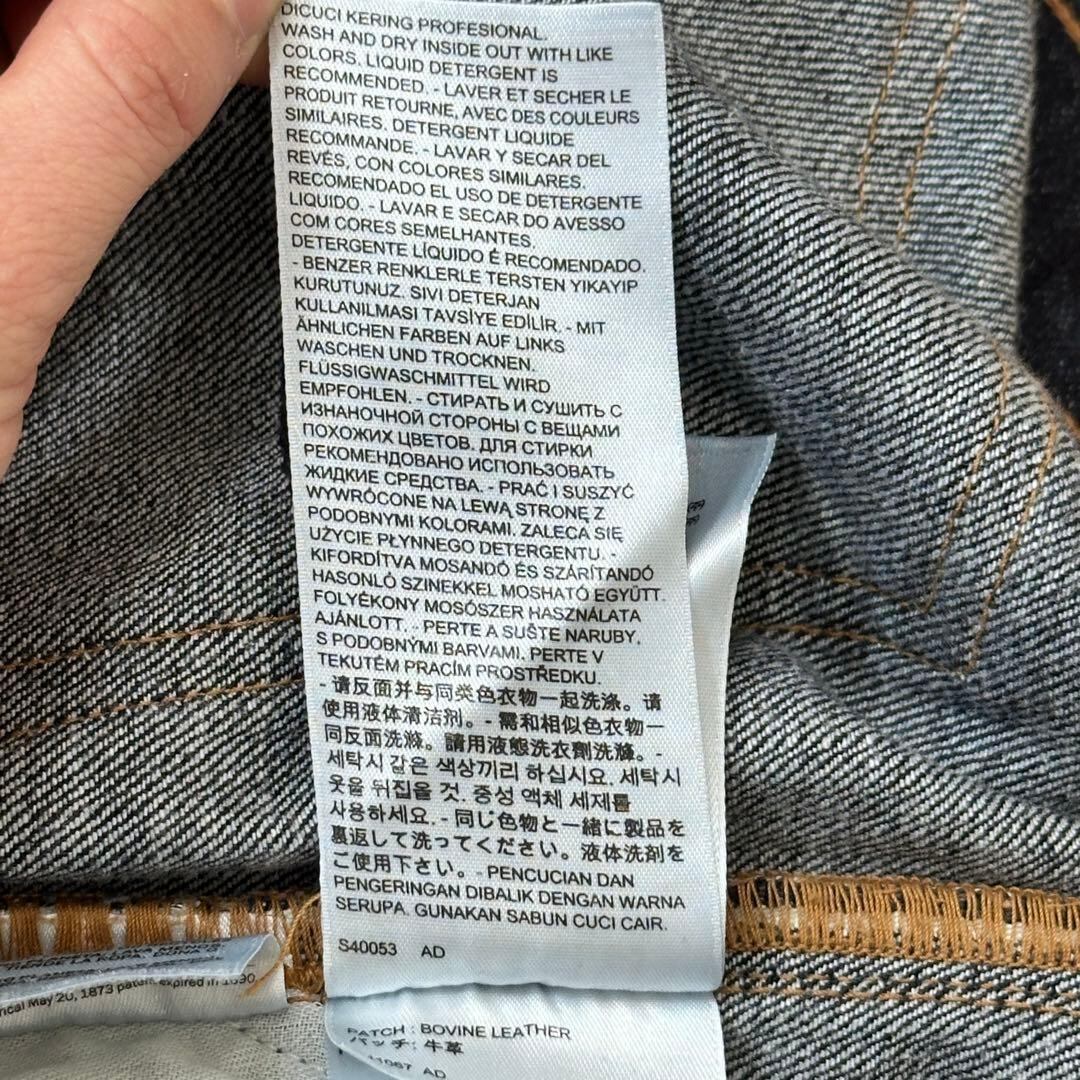 DICUCI KERING PROFESIONAL.
WASH AND DRY INSIDE OUT WITH LIKE
COLORS. LIQUID DETERGENT IS
RECOMMENDED. - LAVER ET SECHER LE
PRODUIT RETOURNE, AVEC DES COULEURS
SIMILAIRES. DETERGENT LIQUIDE
RECOMMANDE. - LAVAR Y SECAR DEL
REVÉS, CON COLORES SIMILARES.
RECOMENDADO EL USO DE DETERGENTE
LIQUIDO. - LAVAR E SECAR DO AVESSO
COM CORES SEMELHANTES.
DETERGENTE LÍQUIDO É RECOMENDADO.
- BENZER RENKLERLE TERSTEN YIKAYIP
KURUTUNUZ. SIVI DETERJAN
KULLANILMASI TAVSİYE EDİLİR. - MIT
ÄHNLICHEN FARBEN AUF LINKS
WASCHEN UND TROCKNEN.
FLÜSSIGWASCHMITTEL WIRD
EMPFOHLEN. - СТИРАТЬ И СУШИТЬ С
ИЗНАНОЧНОЙ СТОРОНЫ С ВЕЩАМИ
ПОХОЖИХ ЦВЕТОВ. ДЛЯ СТИРКИ
РЕКОМЕНДОВАНО ИСПОЛЬЗОВАТЬ
ЖИДКИЕ СРЕДСТВА. - PRAĆ I SUSZYĆ
WYWRÓCONE NA LEWĄ STRONĘ Z
PODOBNYMI KOLORAMI. ZALECA SIĘ
UŻYCIE PŁYNNEGO DETERGENTU. -
KIFORDÍTVA MOSANDÓ ÉS SZÁRÍTANDÓ
HASONLÓ SZINEKKEL MOSHATÓ EGYÜTT.
FOLYÉKONY MOSÓSZER HASZNÁLATA
AJÁNLOTT. - PERTE A SUŠTE NARUBY,
S PODOBNÝMI BARVAMI. PERTE V
TEKUTÉM PRACÍM PROSTŘEDKU.
- 请反面并与同类色衣物一起洗涤。请
使用液体清洁剂。- 需和相似色衣物一
同反面洗滌。請用液態洗衣劑洗滌。-
세탁시 같은 색상끼리 하십시요. 세탁시
옷을 뒤집을 것. 중성 액체 세제를
사용하세요. - 同じ色物と一緒に製品を
裏返して洗ってください。液体洗剤を
ご使用下さい。- PENCUCIAN DAN
PENGERINGAN DIBALIK DENGAN WARNA
SERUPA. GUNAKAN SABUN CUCI CAIR.
S40053 AD
May 20, 1873 patent expired in 1890,
PATCH : BOVINE LEATHER
パッチ : 牛革
AD